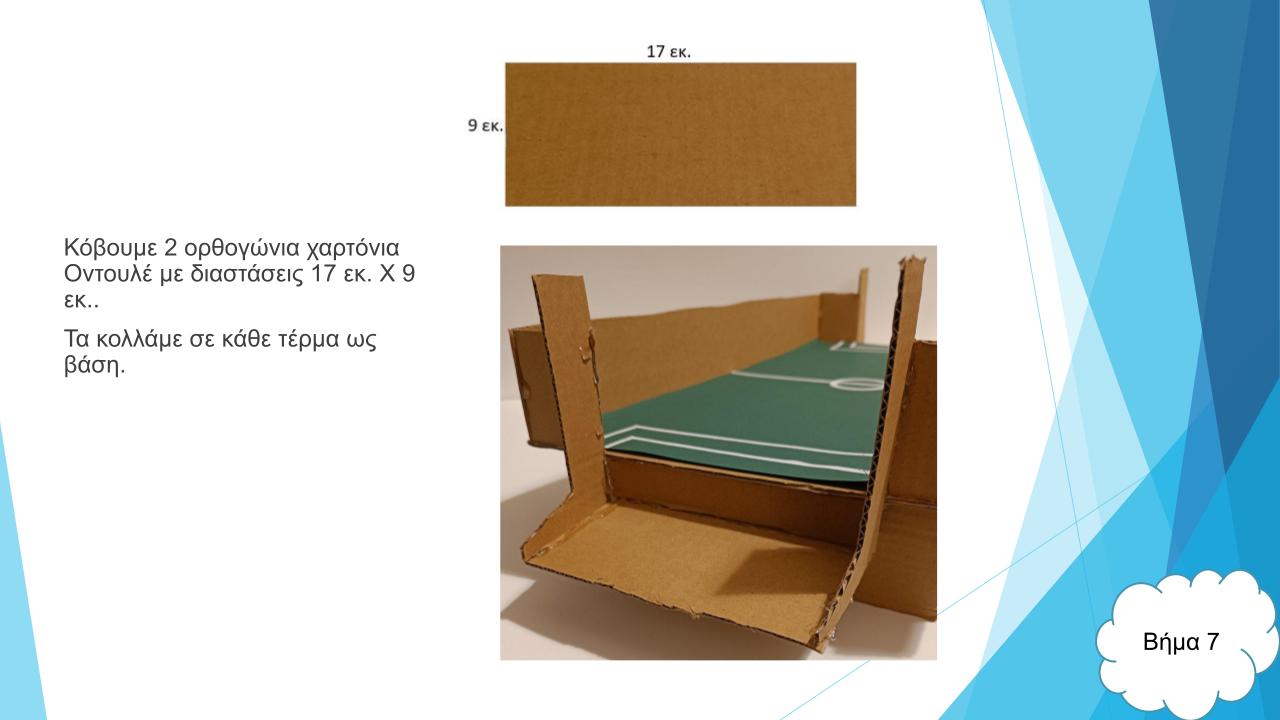 17 εκ.
9 εκ.
Κόβουμε 2 ορθογώνια χαρτόνια
Οντουλέ με διαστάσεις 17 εκ. Χ 9
εκ..
Τα κολλάμε σε κάθε τέρμα ως
βάση.
Βήμα 7